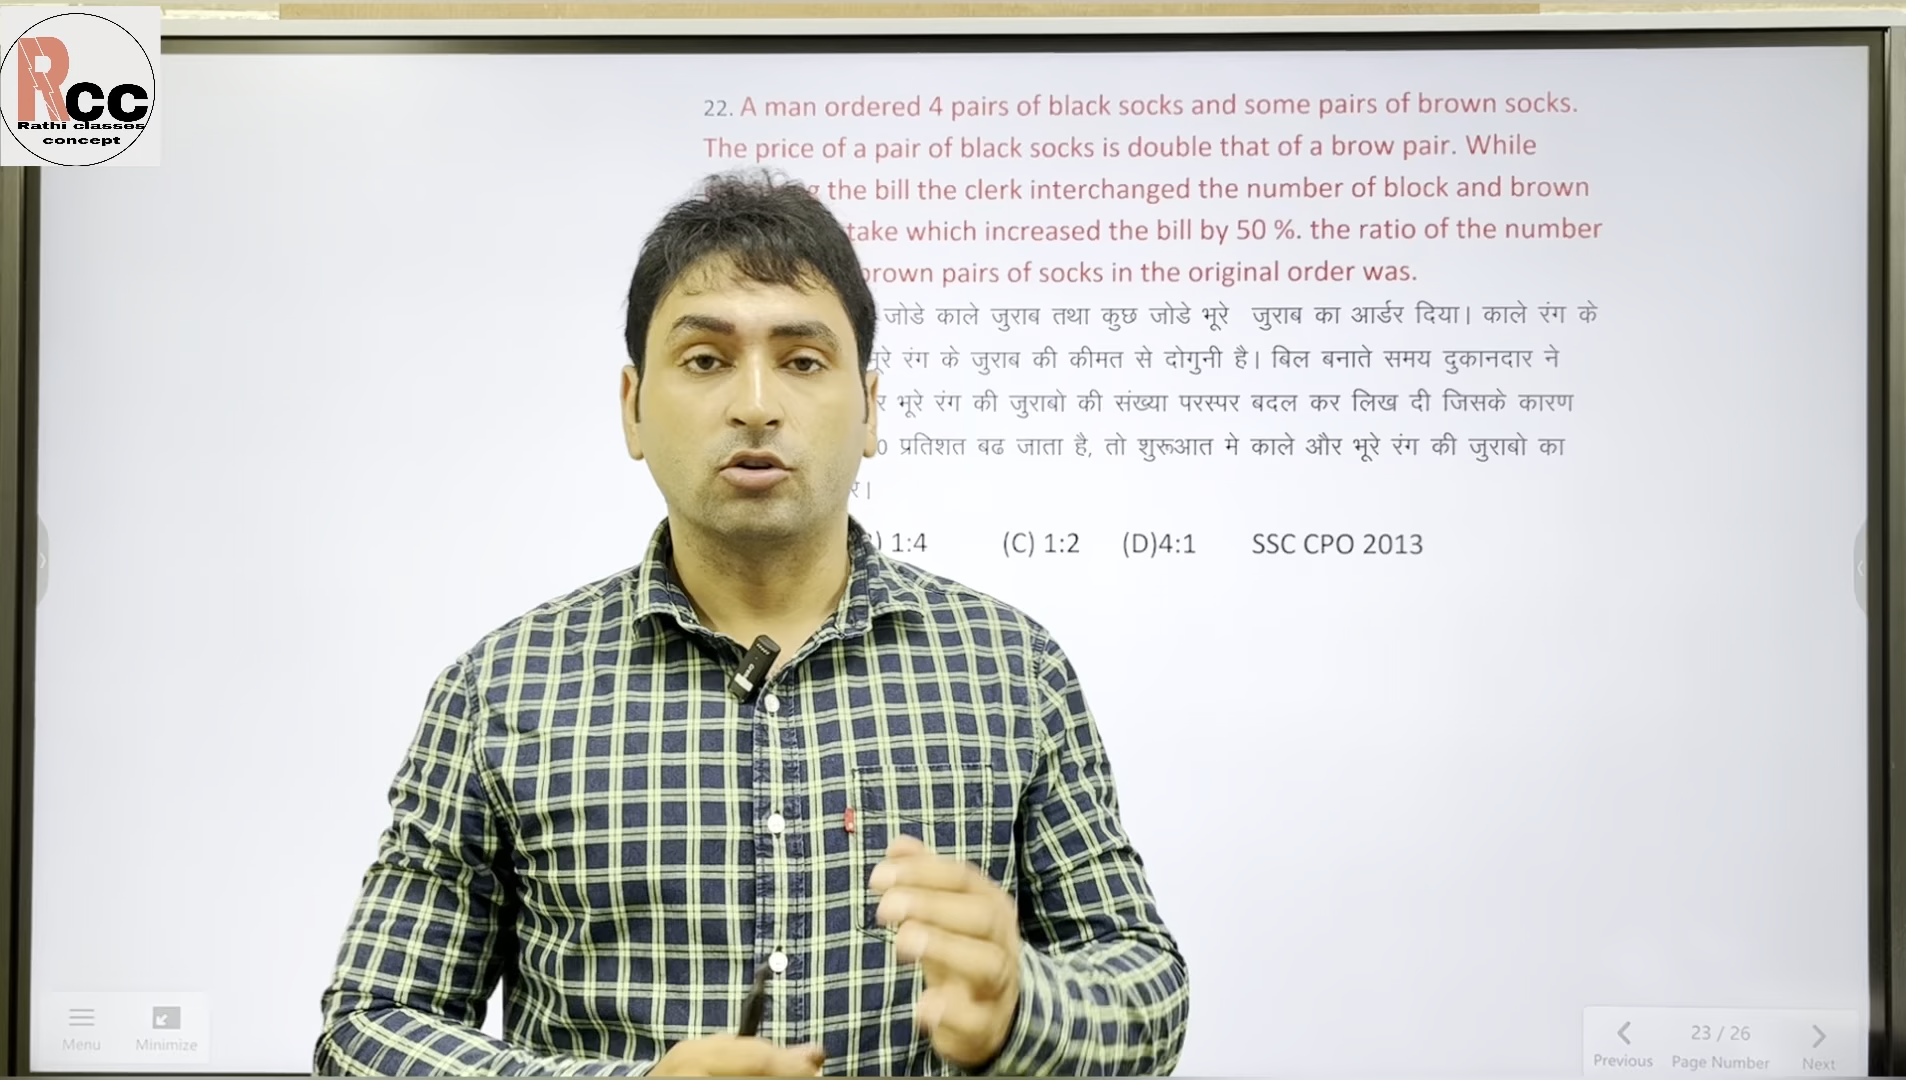 Rcc
Rathi classes
concept
22. A man ordered 4 pairs of black socks and some pairs of brown socks.
The price of a pair of black socks is double that of a brow pair. While
the bill the clerk interchanged the number of block and brown
take which increased the bill by 50 %. the ratio of the number
brown pairs of socks in the original order was.
जोडे काले जुराब तथा कुछ जोडे भूरे जुराब का आर्डर दिया। काले रंग के
रंग के जुराब की कीमत से दोगुनी है। बिल बनाते समय दुकानदार ने
भूरे रंग की जुराबो की संख्या परस्पर बदल कर लिख दी जिसके कारण
0 प्रतिशत बढ जाता है, तो शुरूआत मे काले और भूरे रंग की जुराबो का
) 1:4 (C) 1:2 (D)4:1 SSC CPO 2013
Menu Minimize
23 / 26
Previous Page Number Next